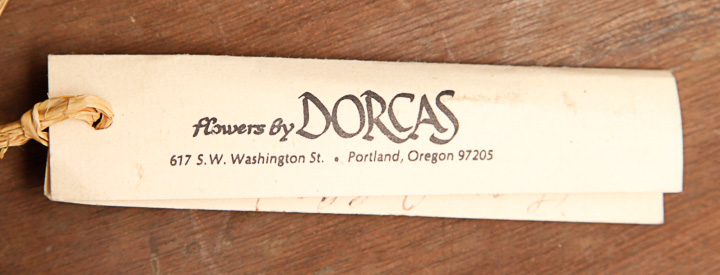 flowers by DORCAS
617 S.W. Washington St. • Portland, Oregon 97205